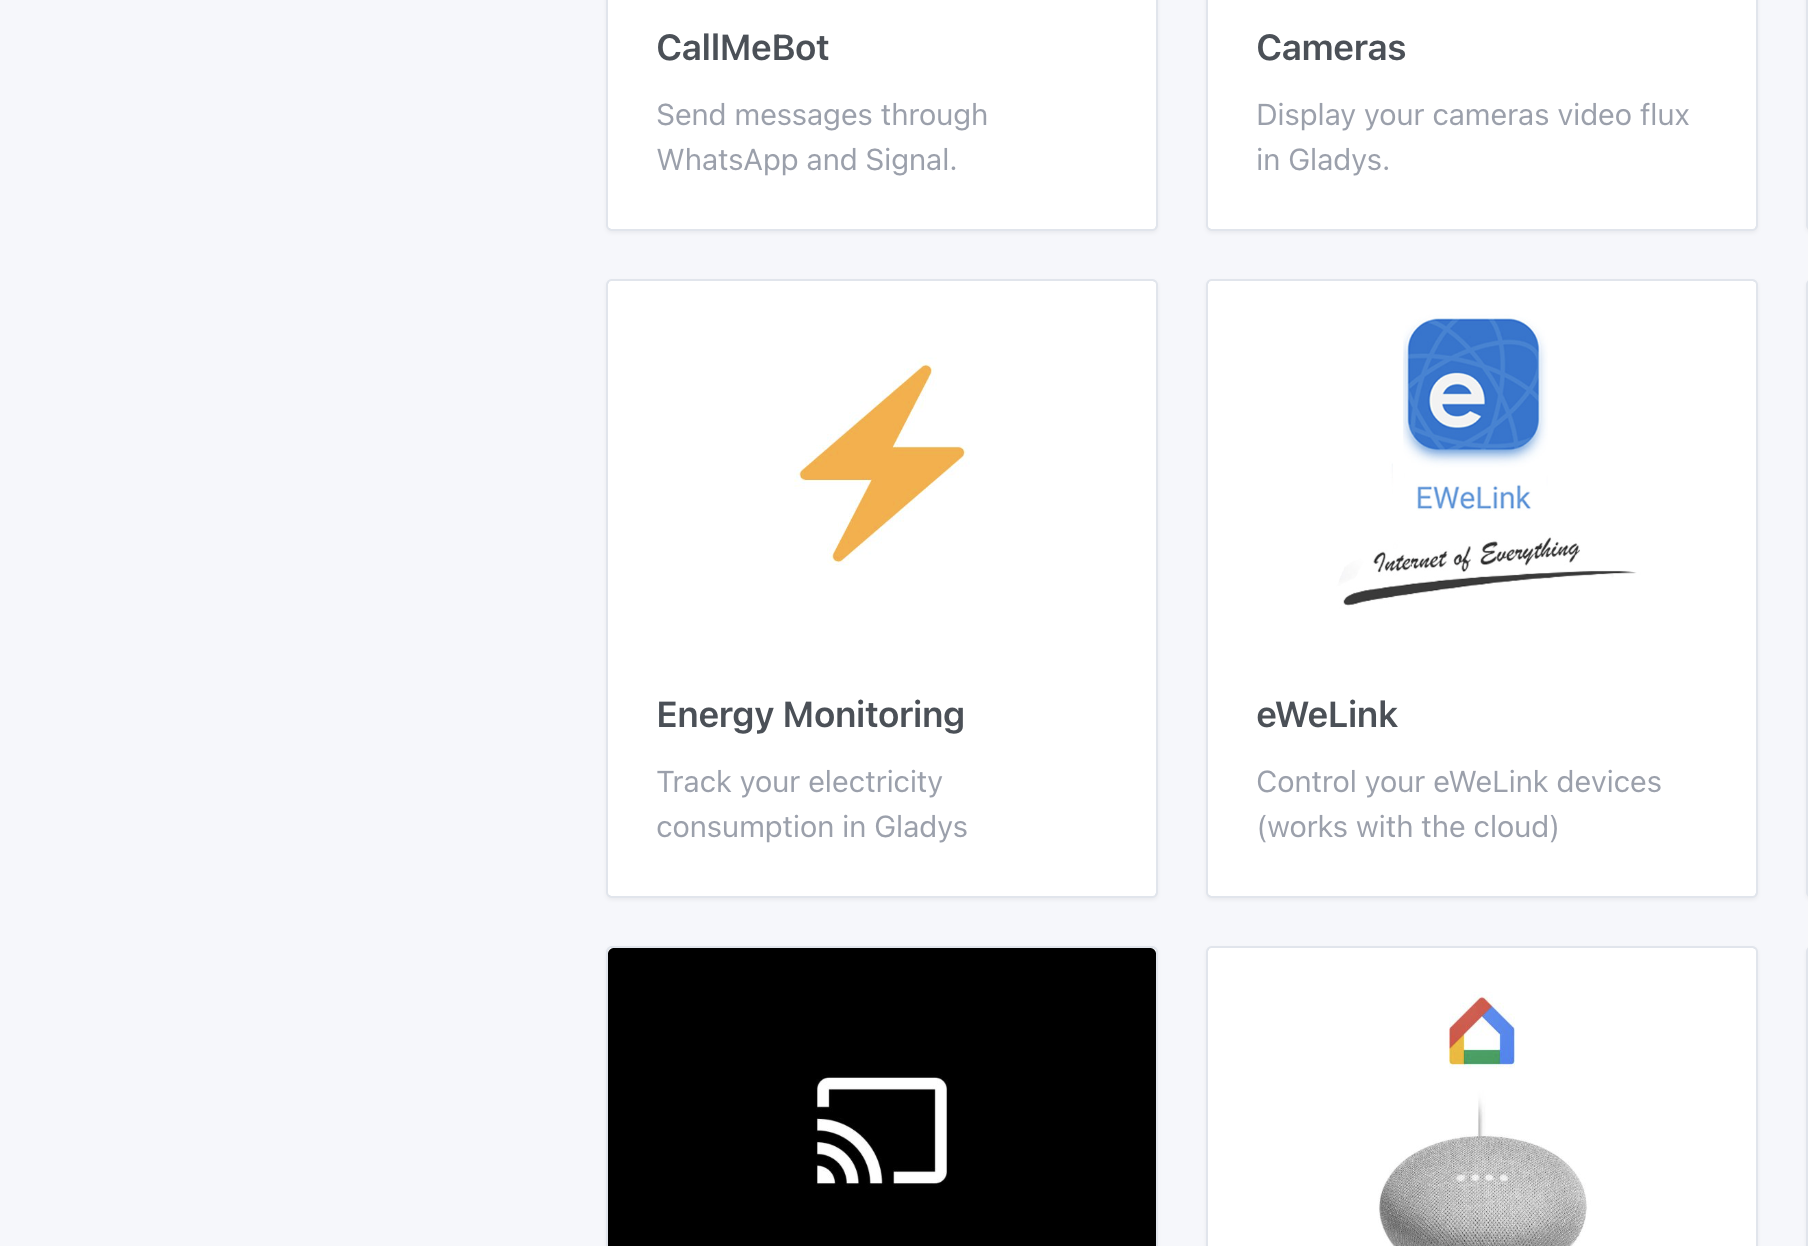 CallMeBot
Send messages through
WhatsApp and Signal.
Cameras
Display your cameras video flux
in Gladys.
Energy Monitoring
Track your electricity
consumption in Gladys
e
EWeLink
Internet of Everything
eWeLink
Control your eWeLink devices
(works with the cloud)